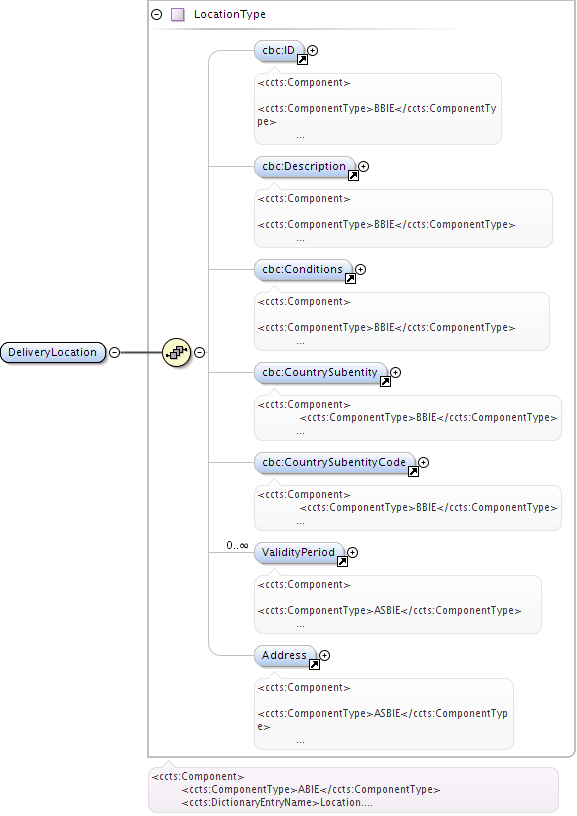 LocationType
cbc:ID
<ccts:Component>
<ccts:ComponentType>BBIE</ccts:ComponentTy
pe>
...
cbc:Description
<ccts:Component>
<ccts:ComponentType>BBIE</ccts:ComponentType>
...
cbc:Conditions
<ccts:Component>
<ccts:ComponentType>BBIE</ccts:ComponentType>
...
DeliveryLocation
cbc:CountrySubentity
<ccts:Component>
<ccts:ComponentType>BBIE</ccts:ComponentType>
...
cbc:CountrySubentityCode
<ccts:Component>
<ccts:ComponentType>BBIE</ccts:ComponentType>
...
0..∞
ValidityPeriod
<ccts:Component>
<ccts:ComponentType>ASBIE</ccts:ComponentType>
...
Address
<ccts:Component>
<ccts:ComponentType>ASBIE</ccts:ComponentTyp
e>
...
<ccts:Component>
<ccts:ComponentType>ABIE</ccts:ComponentType>
<ccts:DictionaryEntryName>Location....